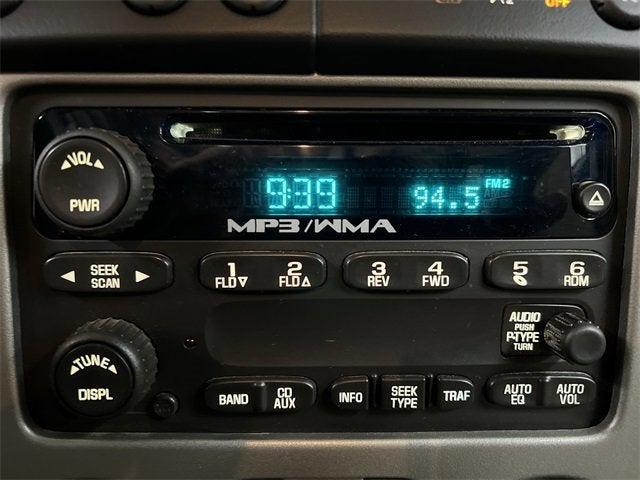 OFF
VOL
PWR
9:39
94.5 FM2
MP3/WMA
SEEK
SCAN
1
FLD
2
FLD
3
REV
4
FWD
5
6
RDM
AUDIO
PUSH
P-TYPE
TURN
TUNE
DISPL
BAND
CD
AUX
INFO
SEEK
TYPE
TRAF
AUTO
EQ
AUTO
VOL